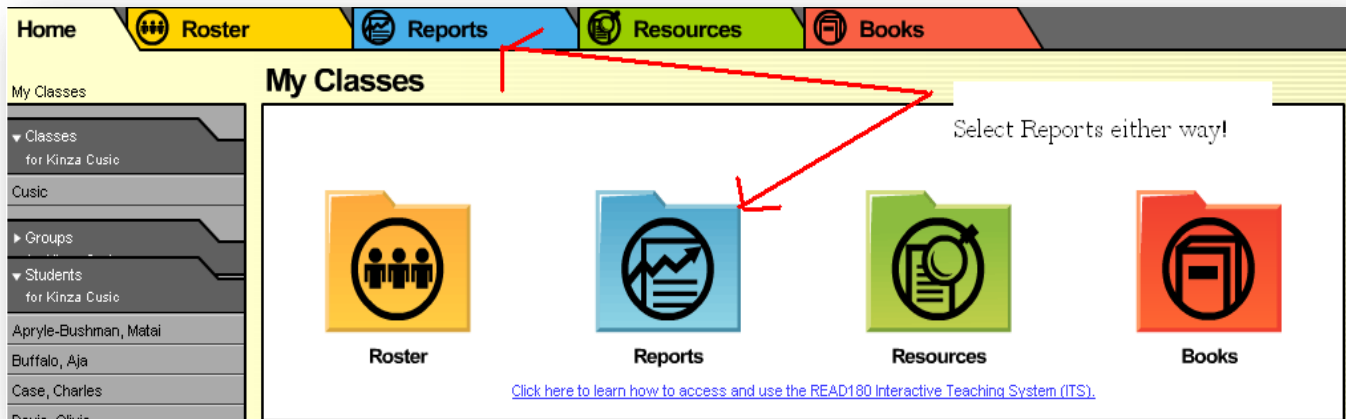 Home Roster Reports Resources Books
My Classes
My Classes
Classes
for Kinza Cusic
Cusic
Groups
Students
for Kinza Cusic
Apryle-Bushman, Matai
Buffalo, Aja
Case, Charles
Select Reports either way!
Roster Reports Resources Books
Click here to learn how to access and use the READ180 Interactive Teaching System (ITS).